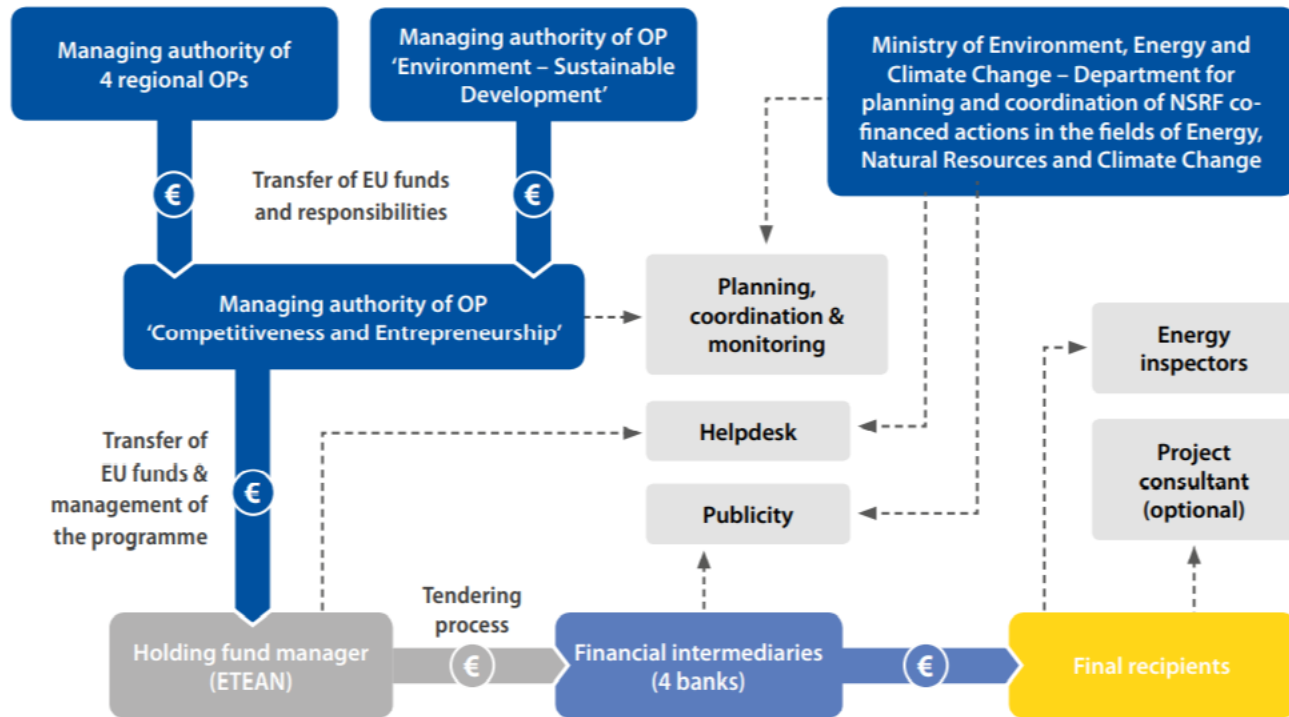 Managing authority of
4 regional OPs
Managing authority of OP
‘Environment – Sustainable
Development’
Ministry of Environment, Energy and
Climate Change – Department for
planning and coordination of NSRF co-
financed actions in the fields of Energy,
Natural Resources and Climate Change
€
Transfer of EU funds
and responsibilities
€
Managing authority of OP
‘Competitiveness and Entrepreneurship’
Planning,
coordination &
monitoring
Energy
inspectors
Helpdesk
Project
consultant
(optional)
Transfer of
EU funds &
management of
the programme
€
Publicity
Holding fund manager
(ETEAN)
Tendering
process
€
Financial intermediaries
(4 banks)
€
Final recipients